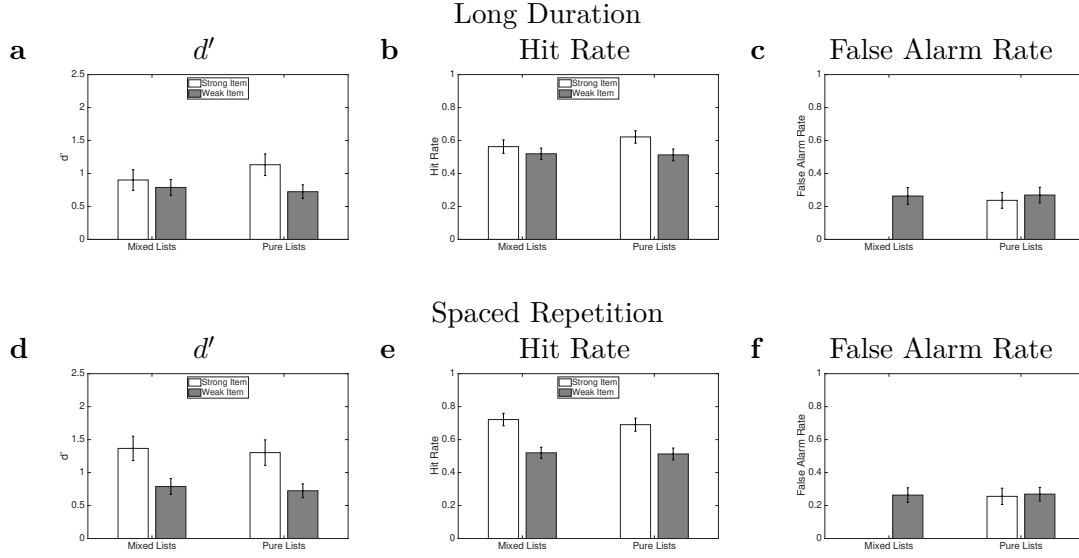 Long Duration
a
d′
b
Hit Rate
c
False Alarm Rate
2.5
2
1.5
1
0.5
0
d'
Strong Item
Weak Item
Mixed Lists
Pure Lists
1
0.8
0.6
0.4
0.2
0
Hit Rate
Strong Item
Weak Item
Mixed Lists
Pure Lists
1
0.8
0.6
0.4
0.2
0
False Alarm Rate
Mixed Lists
Pure Lists
Spaced Repetition
d
d′
e
Hit Rate
f
False Alarm Rate
2.5
2
1.5
1
0.5
0
d'
Strong Item
Weak Item
Mixed Lists
Pure Lists
1
0.8
0.6
0.4
0.2
0
Hit Rate
Strong Item
Weak Item
Mixed Lists
Pure Lists
1
0.8
0.6
0.4
0.2
0
False Alarm Rate
Mixed Lists
Pure Lists